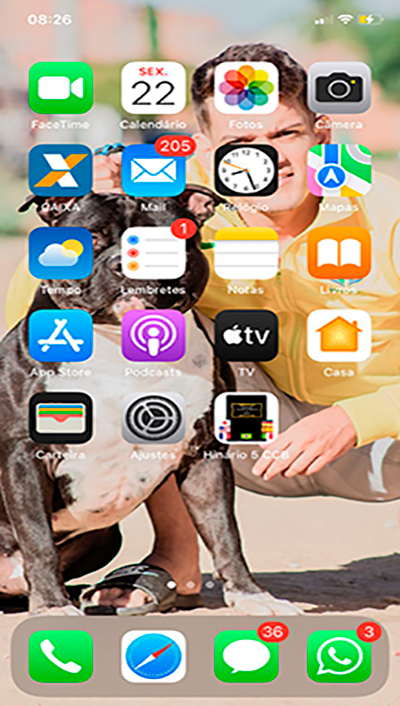 08:26
SEX.
22
FaceTime Calendário Fotos Câmera
205
CAIXA Mail Relógio Mapas
1
Tempo Lembretes Notas Livros
tv
App Store Podcasts TV Casa
Carteira Ajustes Hinário 5 CCB
36 3